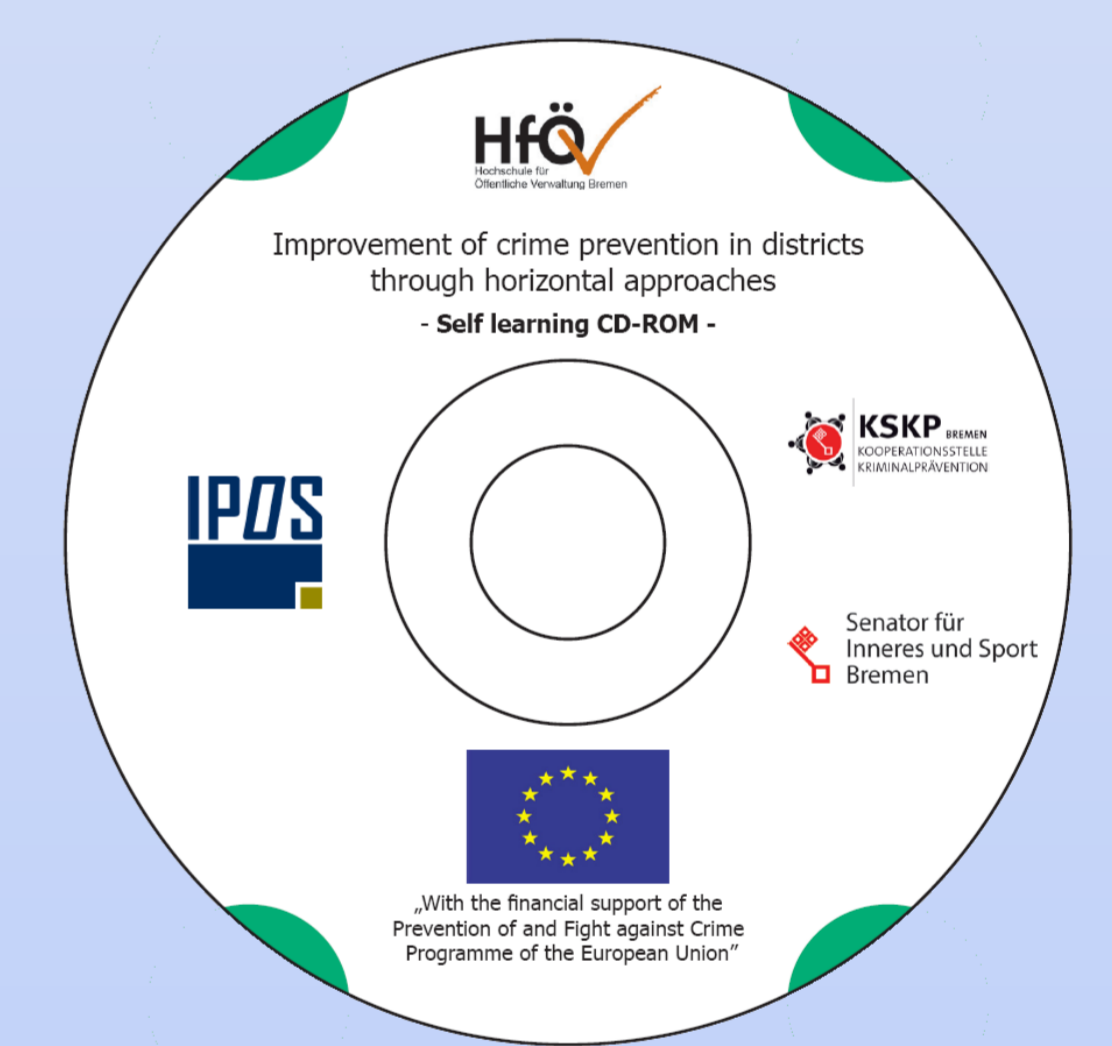 HfÖ
Hochschule für
Öffentliche Verwaltung Bremen
Improvement of crime prevention in districts
through horizontal approaches
- Self learning CD-ROM -
KSKP BREMEN
KOOPERATIONSSTELLE
KRIMINALPRÄVENTION
IPOS
Senator für
Inneres und Sport
Bremen
„With the financial support of the
Prevention of and Fight against Crime
Programme of the European Union”